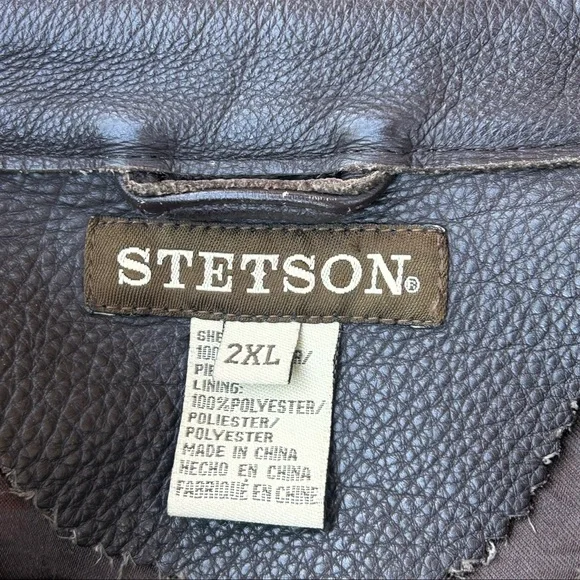 STETSON®
2XL
LINING:
100%POLYESTER/
POLIESTER/
POLYESTER
MADE IN CHINA
HECHO EN CHINA
FABRIQUÉ EN CHINE